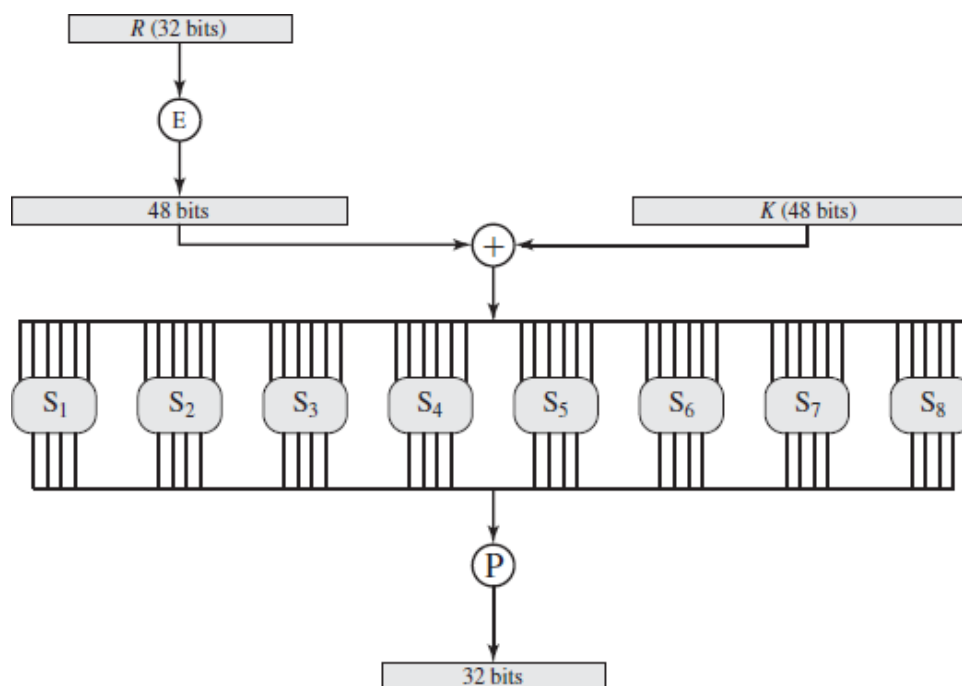 R (32 bits)
E
48 bits
K (48 bits)
+
S₁ S₂ S₃ S₄ S₅ S₆ S₇ S₈
P
32 bits